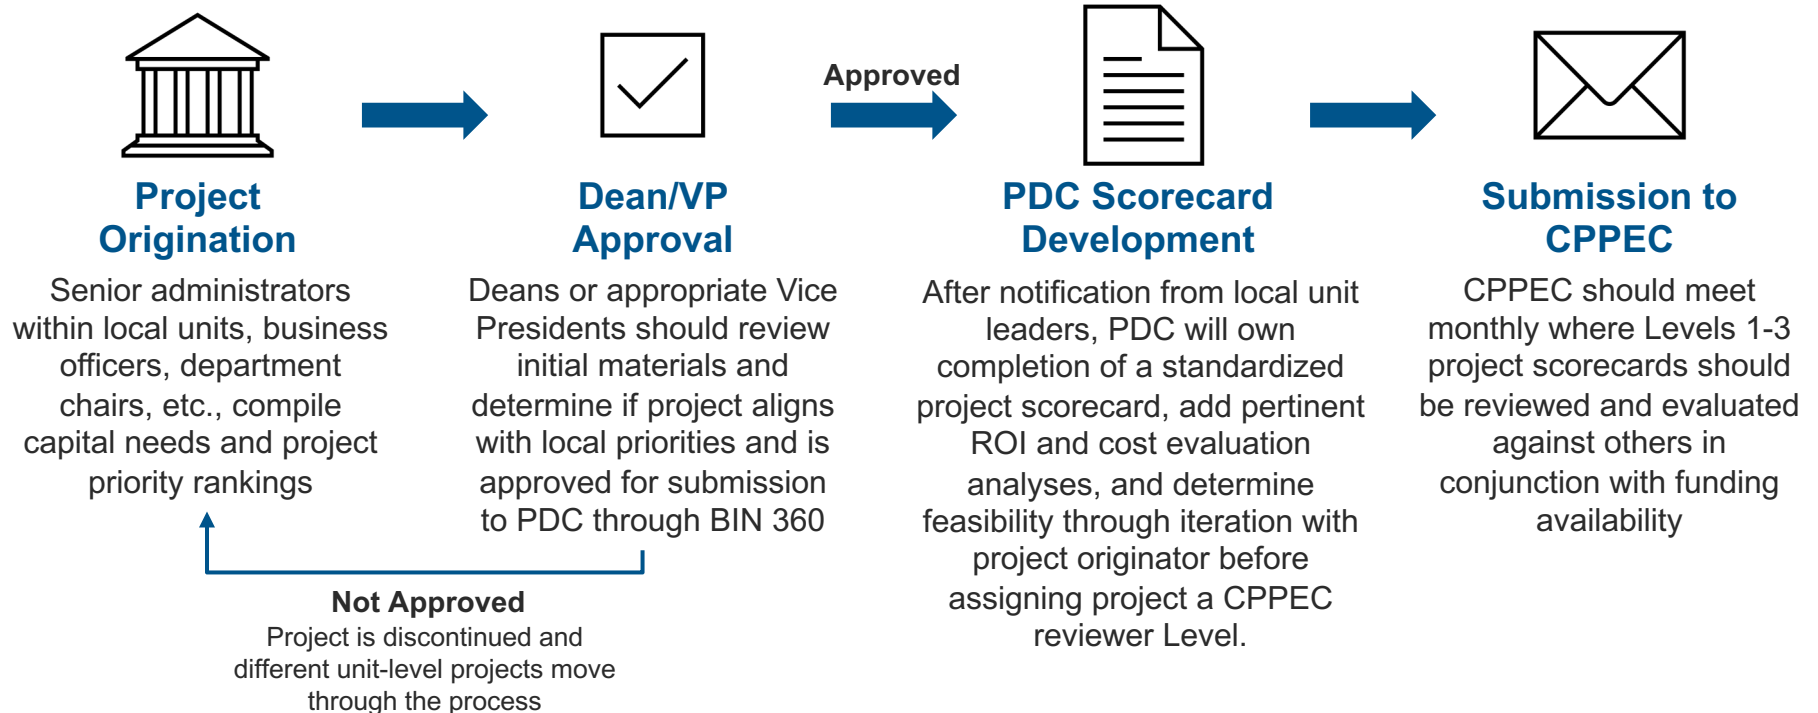 Approved
Project
Origination
Senior administrators
within local units, business
officers, department
chairs, etc., compile
capital needs and project
priority rankings
Dean/VP
Approval
Deans or appropriate Vice
Presidents should review
initial materials and
determine if project aligns
with local priorities and is
approved for submission
to PDC through BIN 360
Not Approved
Project is discontinued and
different unit-level projects move
through the process
PDC Scorecard
Development
After notification from local unit
leaders, PDC will own
completion of a standardized
project scorecard, add pertinent
ROI and cost evaluation
analyses, and determine
feasibility through iteration with
project originator before
assigning project a CPPEC
reviewer Level.
Submission to
CPPEC
CPPEC should meet
monthly where Levels 1-3
project scorecards should
be reviewed and evaluated
against others in
conjunction with funding
availability